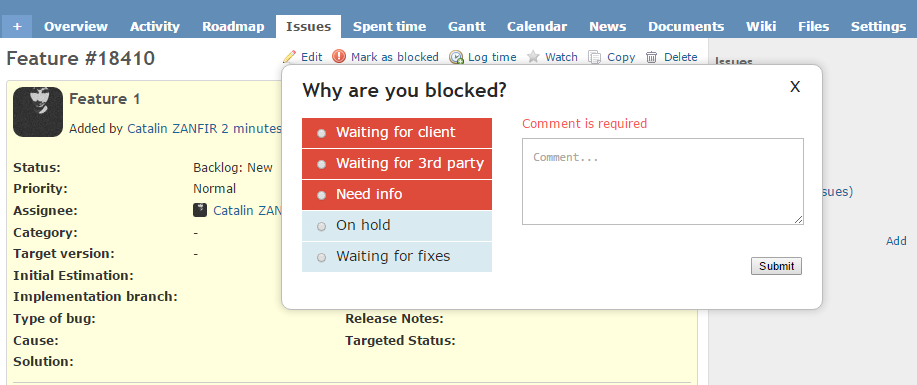 + Overview Activity Roadmap Issues Spent time Gantt Calendar News Documents Wiki Files Settings
Feature #18410
Edit Mark as blocked Log time Watch Copy Delete
Issues
Feature 1
Added by Catalin ZANFIR 2 minutes
Status: Backlog: New
Priority: Normal
Assignee: Catalin ZAN
Category: -
Target version: -
Initial Estimation:
Implementation branch:
Type of bug:
Release Notes:
Cause:
Targeted Status:
Solution:
Why are you blocked?
X
Waiting for client
Waiting for 3rd party
Need info
On hold
Waiting for fixes
Comment is required
Comment...
Submit
sues)
Add